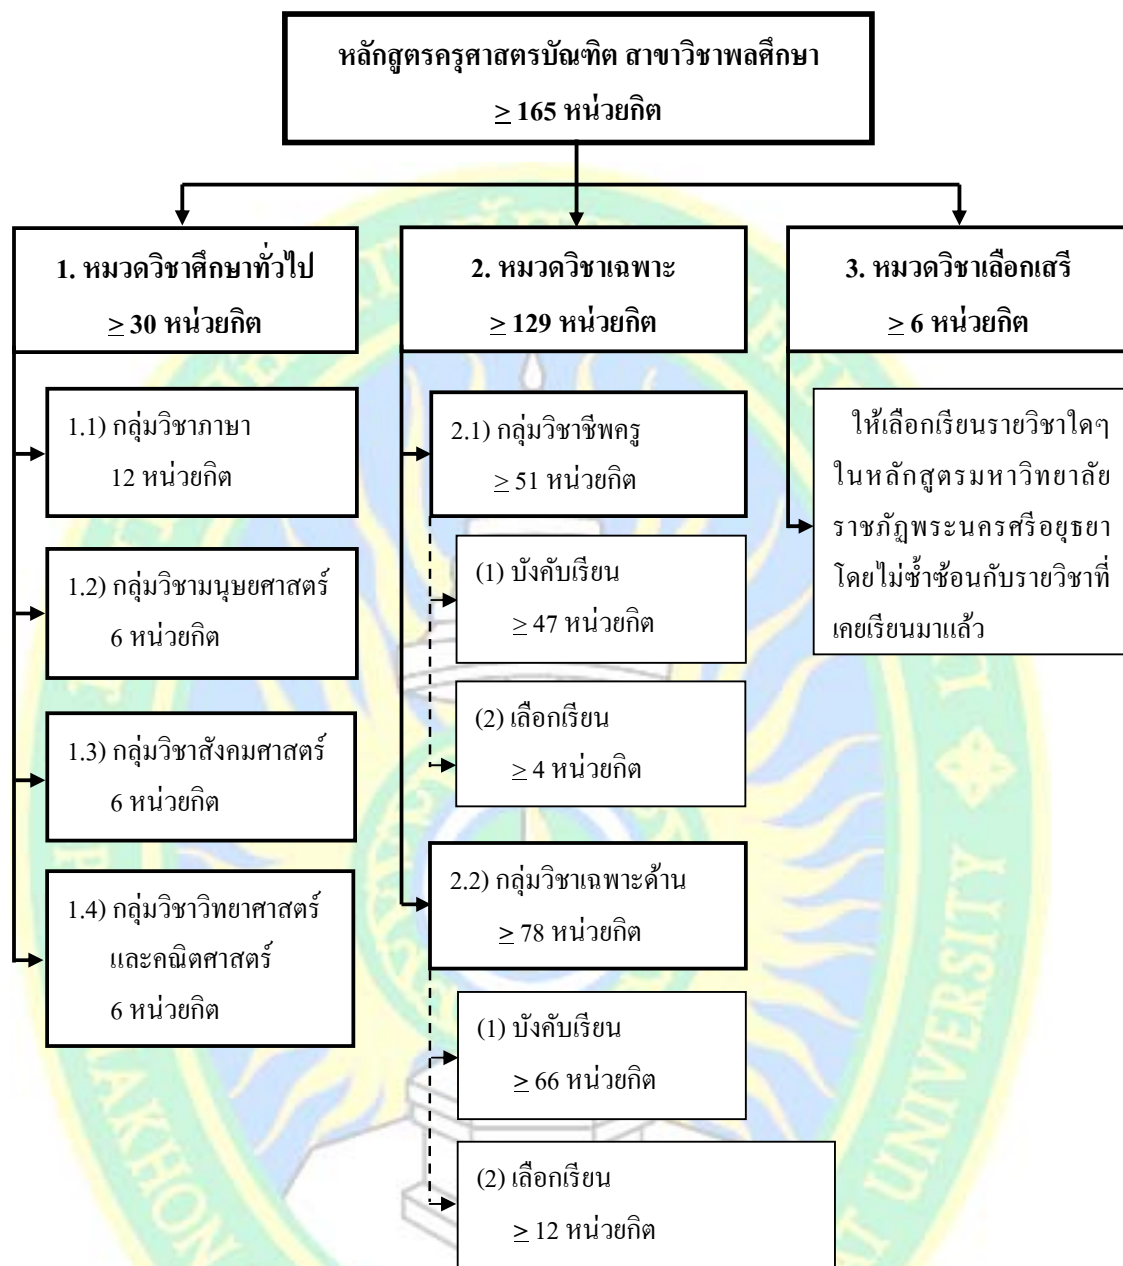 หลักสูตรครุศาสตรบัณฑิต สาขาวิชาพลศึกษา
≥ 165 หน่วยกิต
1. หมวดวิชาศึกษาทั่วไป
≥ 30 หน่วยกิต
1.1) กลุ่มวิชาภาษา
12 หน่วยกิต
1.2) กลุ่มวิชามนุษยศาสตร์
6 หน่วยกิต
1.3) กลุ่มวิชาสังคมศาสตร์
6 หน่วยกิต
1.4) กลุ่มวิชาวิทยาศาสตร์
และคณิตศาสตร์
6 หน่วยกิต
2. หมวดวิชาเฉพาะ
≥ 129 หน่วยกิต
2.1) กลุ่มวิชาชีพครู
≥ 51 หน่วยกิต
(1) บังคับเรียน
≥ 47 หน่วยกิต
(2) เลือกเรียน
≥ 4 หน่วยกิต
2.2) กลุ่มวิชาเฉพาะด้าน
≥ 78 หน่วยกิต
(1) บังคับเรียน
≥ 66 หน่วยกิต
(2) เลือกเรียน
≥ 12 หน่วยกิต
3. หมวดวิชาเลือกเสรี
≥ 6 หน่วยกิต
ให้เลือกเรียนรายวิชาใดๆ
ในหลักสูตรมหาวิทยาลัย
ราชภัฏพระนครศรีอยุธยา
โดยไม่ซ้ำซ้อนกับรายวิชาที่
เคยเรียนมาแล้ว
UNIVERSITY